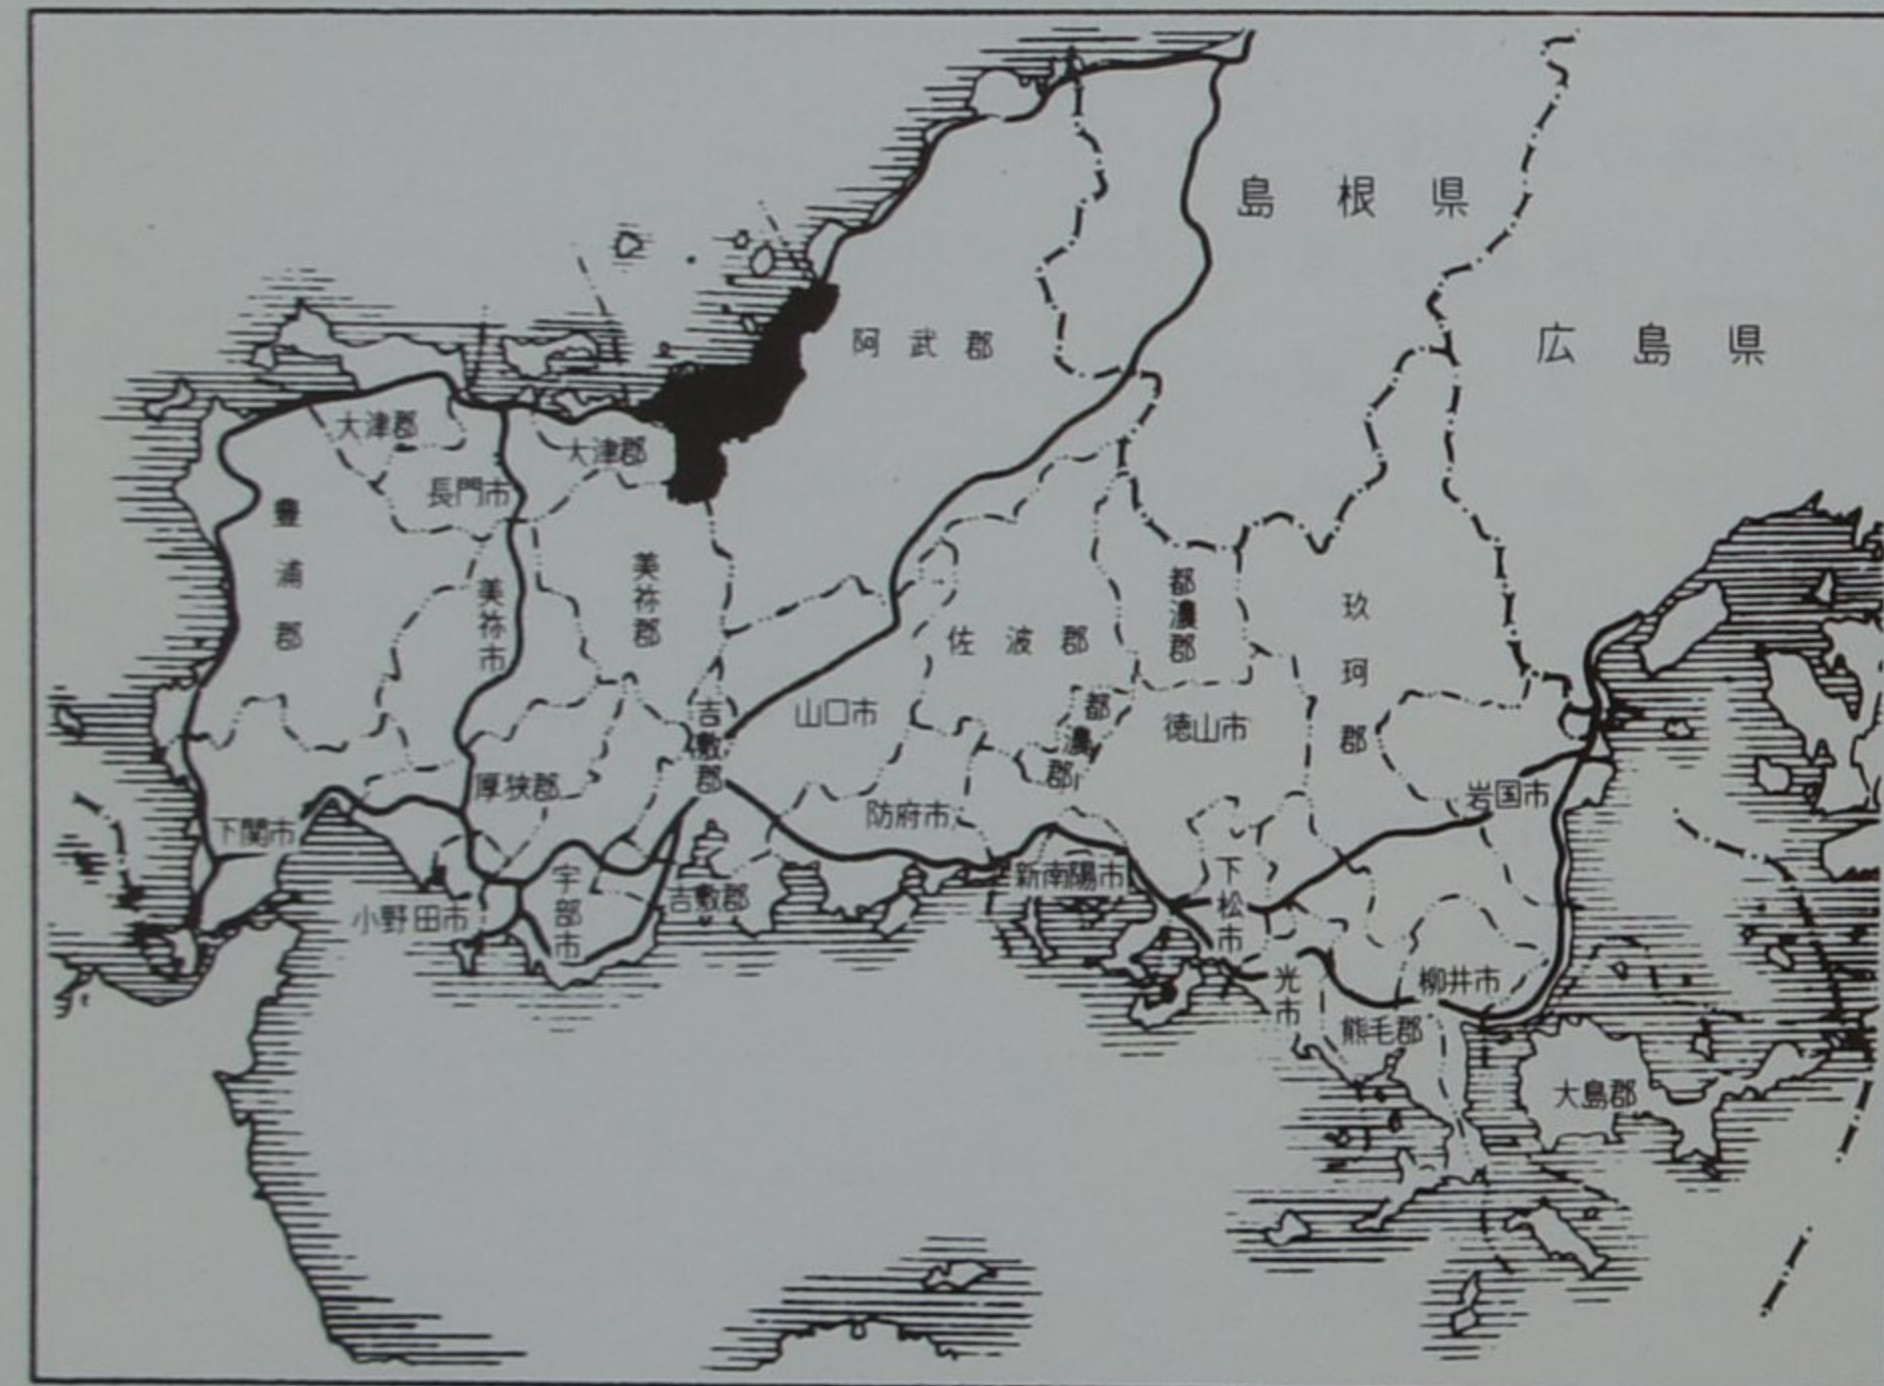 島根県
広島県
阿武郡
大津郡
大津郡
長門市
豊浦郡
美祢市
美祢郡
佐波郡
都濃郡
玖珂郡
吉敷郡
山口市
都濃郡
徳山市
厚狭郡
岩国市
下関市
防府市
新南陽市
宇部市
吉敷郡
小野田市
下松市
光市
柳井市
熊毛郡
大島郡